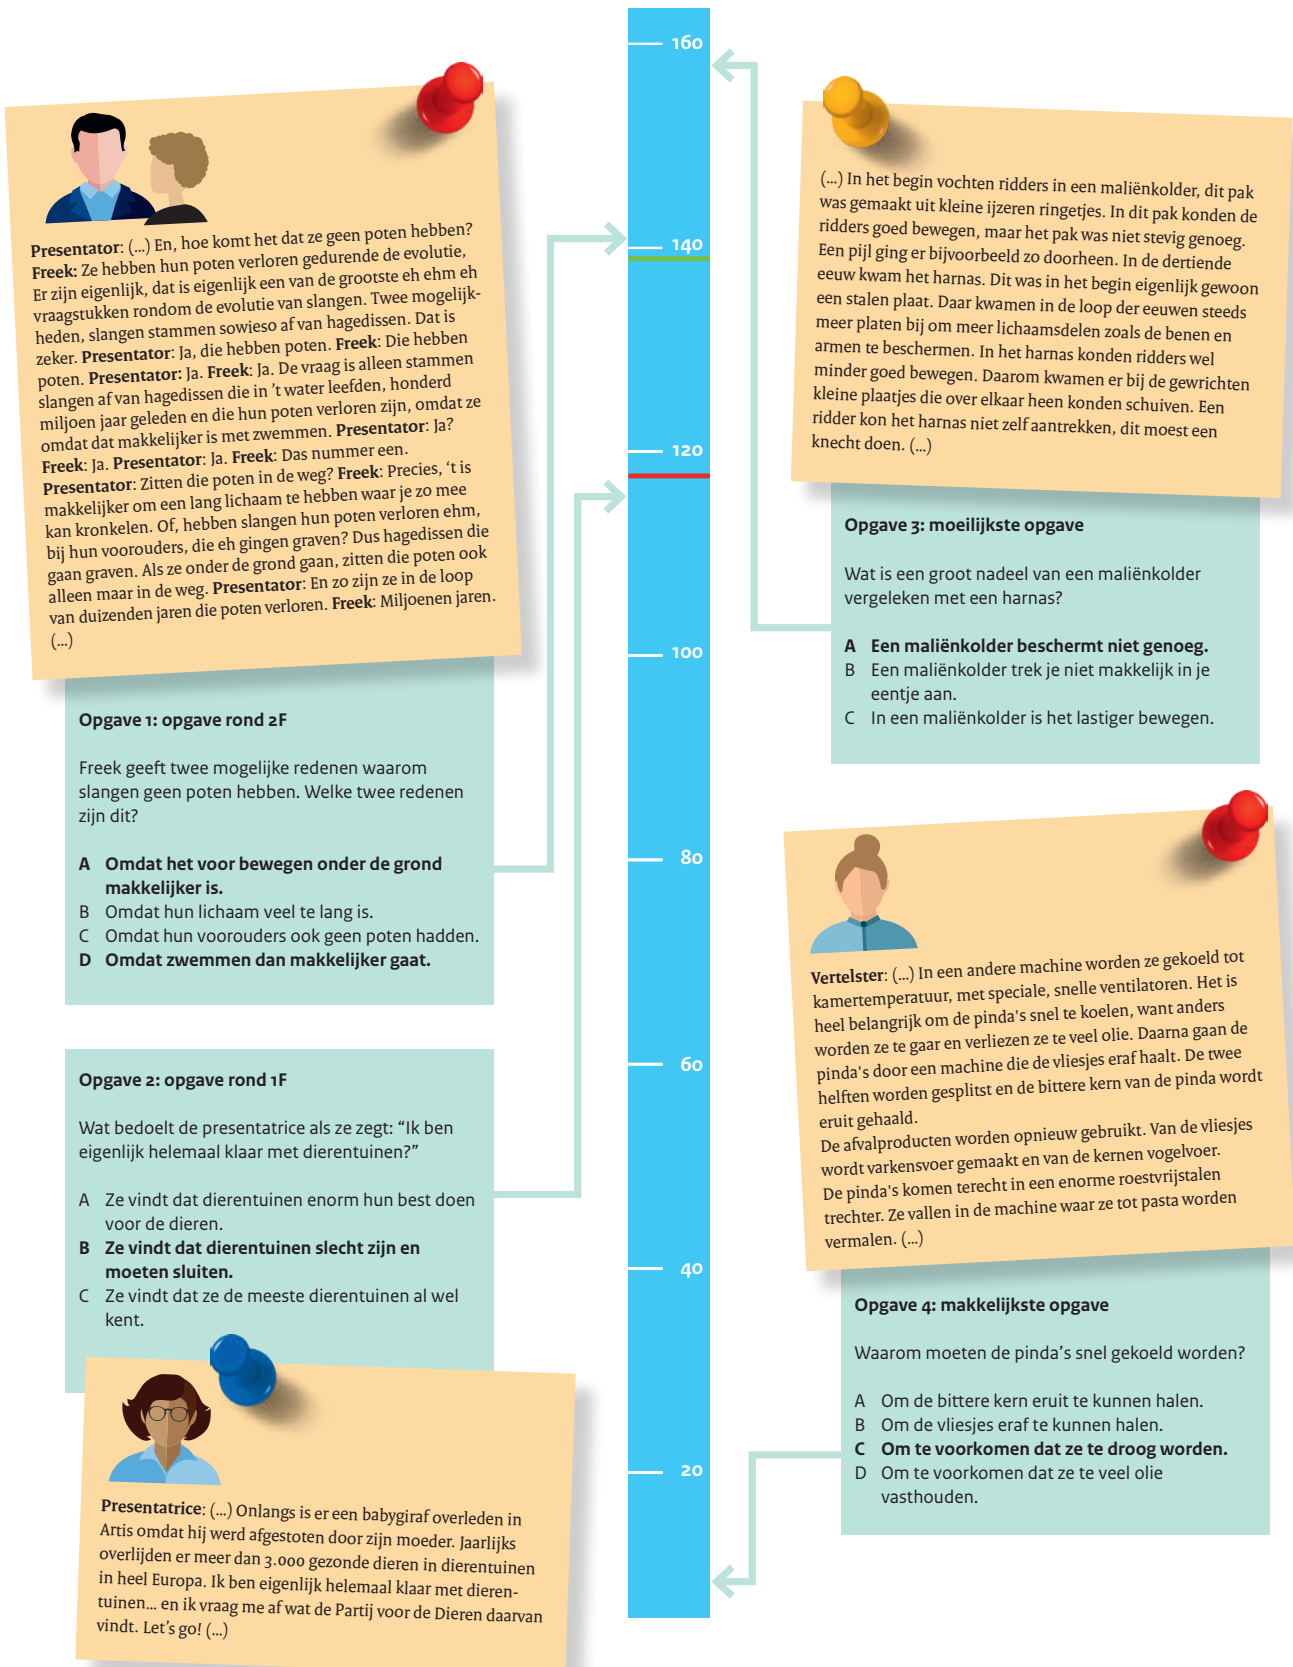 160
140
120
100
80
60
40
20
Presentator: (...) En, hoe komt het dat ze geen poten hebben?
Freek: Ze hebben hun poten verloren gedurende de evolutie,
Er zijn eigenlijk, dat is eigenlijk een van de grootste eh ehm eh
vraagstukken rondom de evolutie van slangen. Twee mogelijk-
heden, slangen stammen sowieso af van hagedissen. Dat is
zeker. Presentator: Ja, die hebben poten. Freek: Die hebben
poten. Presentator: Ja. Freek: Ja. De vraag is alleen stammen
slangen af van hagedissen die in 't water leefden, honderd
miljoen jaar geleden en die hun poten verloren zijn, omdat ze
omdat dat makkelijker is met zwemmen. Presentator: Ja?
Freek: Ja. Presentator: Ja. Freek: Das nummer een.
Presentator: Zitten die poten in de weg? Freek: Precies, 't is
makkelijker om een lang lichaam te hebben waar je zo mee
kan kronkelen. Of, hebben slangen hun poten verloren ehm,
bij hun voorouders, die eh gingen graven? Dus hagedissen die
gaan graven. Als ze onder de grond gaan, zitten die poten ook
alleen maar in de weg. Presentator: En zo zijn ze in de loop
van duizenden jaren die poten verloren. Freek: Miljoenen jaren.
(...)
Opgave 1: opgave rond 2F
Freek geeft twee mogelijke redenen waarom
slangen geen poten hebben. Welke twee redenen
zijn dit?
A Omdat het voor bewegen onder de grond
makkelijker is.
B Omdat hun lichaam veel te lang is.
C Omdat hun voorouders ook geen poten hadden.
D Omdat zwemmen dan makkelijker gaat.
Opgave 2: opgave rond 1F
Wat bedoelt de presentatrice als ze zegt: “Ik ben
eigenlijk helemaal klaar met dierentuinen?”
A Ze vindt dat dierentuinen enorm hun best doen
voor de dieren.
B Ze vindt dat dierentuinen slecht zijn en
moeten sluiten.
C Ze vindt dat ze de meeste dierentuinen al wel
kent.
Presentatrice: (...) Onlangs is er een babygiraf overleden in
Artis omdat hij werd afgestoten door zijn moeder. Jaarlijks
overlijden er meer dan 3.000 gezonde dieren in dierentuinen
in heel Europa. Ik ben eigenlijk helemaal klaar met dieren-
tuinen... en ik vraag me af wat de Partij voor de Dieren daarvan
vindt. Let's go! (...)
(...) In het begin vochten ridders in een maliënkolder, dit pak
was gemaakt uit kleine ijzeren ringetjes. In dit pak konden de
ridders goed bewegen, maar het pak was niet stevig genoeg.
Een pijl ging er bijvoorbeeld zo doorheen. In de dertiende
eeuw kwam het harnas. Dit was in het begin eigenlijk gewoon
een stalen plaat. Daar kwamen in de loop der eeuwen steeds
meer platen bij om meer lichaamsdelen zoals de benen en
armen te beschermen. In het harnas konden ridders wel
minder goed bewegen. Daarom kwamen er bij de gewrichten
kleine plaatjes die over elkaar heen konden schuiven. Een
ridder kon het harnas niet zelf aantrekken, dit moest een
knecht doen. (...)
Opgave 3: moeilijkste opgave
Wat is een groot nadeel van een maliënkolder
vergeleken met een harnas?
A Een maliënkolder beschermt niet genoeg.
B Een maliënkolder trek je niet makkelijk in je
eentje aan.
C In een maliënkolder is het lastiger bewegen.
Vertelster: (...) In een andere machine worden ze gekoeld tot
kamertemperatuur, met speciale, snelle ventilatoren. Het is
heel belangrijk om de pinda's snel te koelen, want anders
worden ze te gaar en verliezen ze te veel olie. Daarna gaan de
pinda's door een machine die de vliesjes eraf haalt. De twee
helften worden gesplitst en de bittere kern van de pinda wordt
eruit gehaald.
De afvalproducten worden opnieuw gebruikt. Van de vliesjes
wordt varkensvoer gemaakt en van de kernen vogelvoer.
De pinda's komen terecht in een enorme roestvrijstalen
trechter. Ze vallen in de machine waar ze tot pasta worden
vermalen. (...)
Opgave 4: makkelijkste opgave
Waarom moeten de pinda's snel gekoeld worden?
A Om de bittere kern eruit te kunnen halen.
B Om de vliesjes eraf te kunnen halen.
C Om te voorkomen dat ze te droog worden.
D Om te voorkomen dat ze te veel olie
vasthouden.